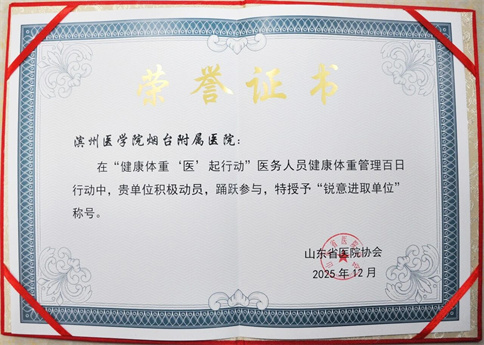 荣誉证书
滨州医学院烟台附属医院：
在“健康体重‘医’起行动”医务人员健康体重管理百日
行动中，贵单位积极动员，踊跃参与，特授予“锐意进取单位”
称号。
山东省医院协会
2025年12月